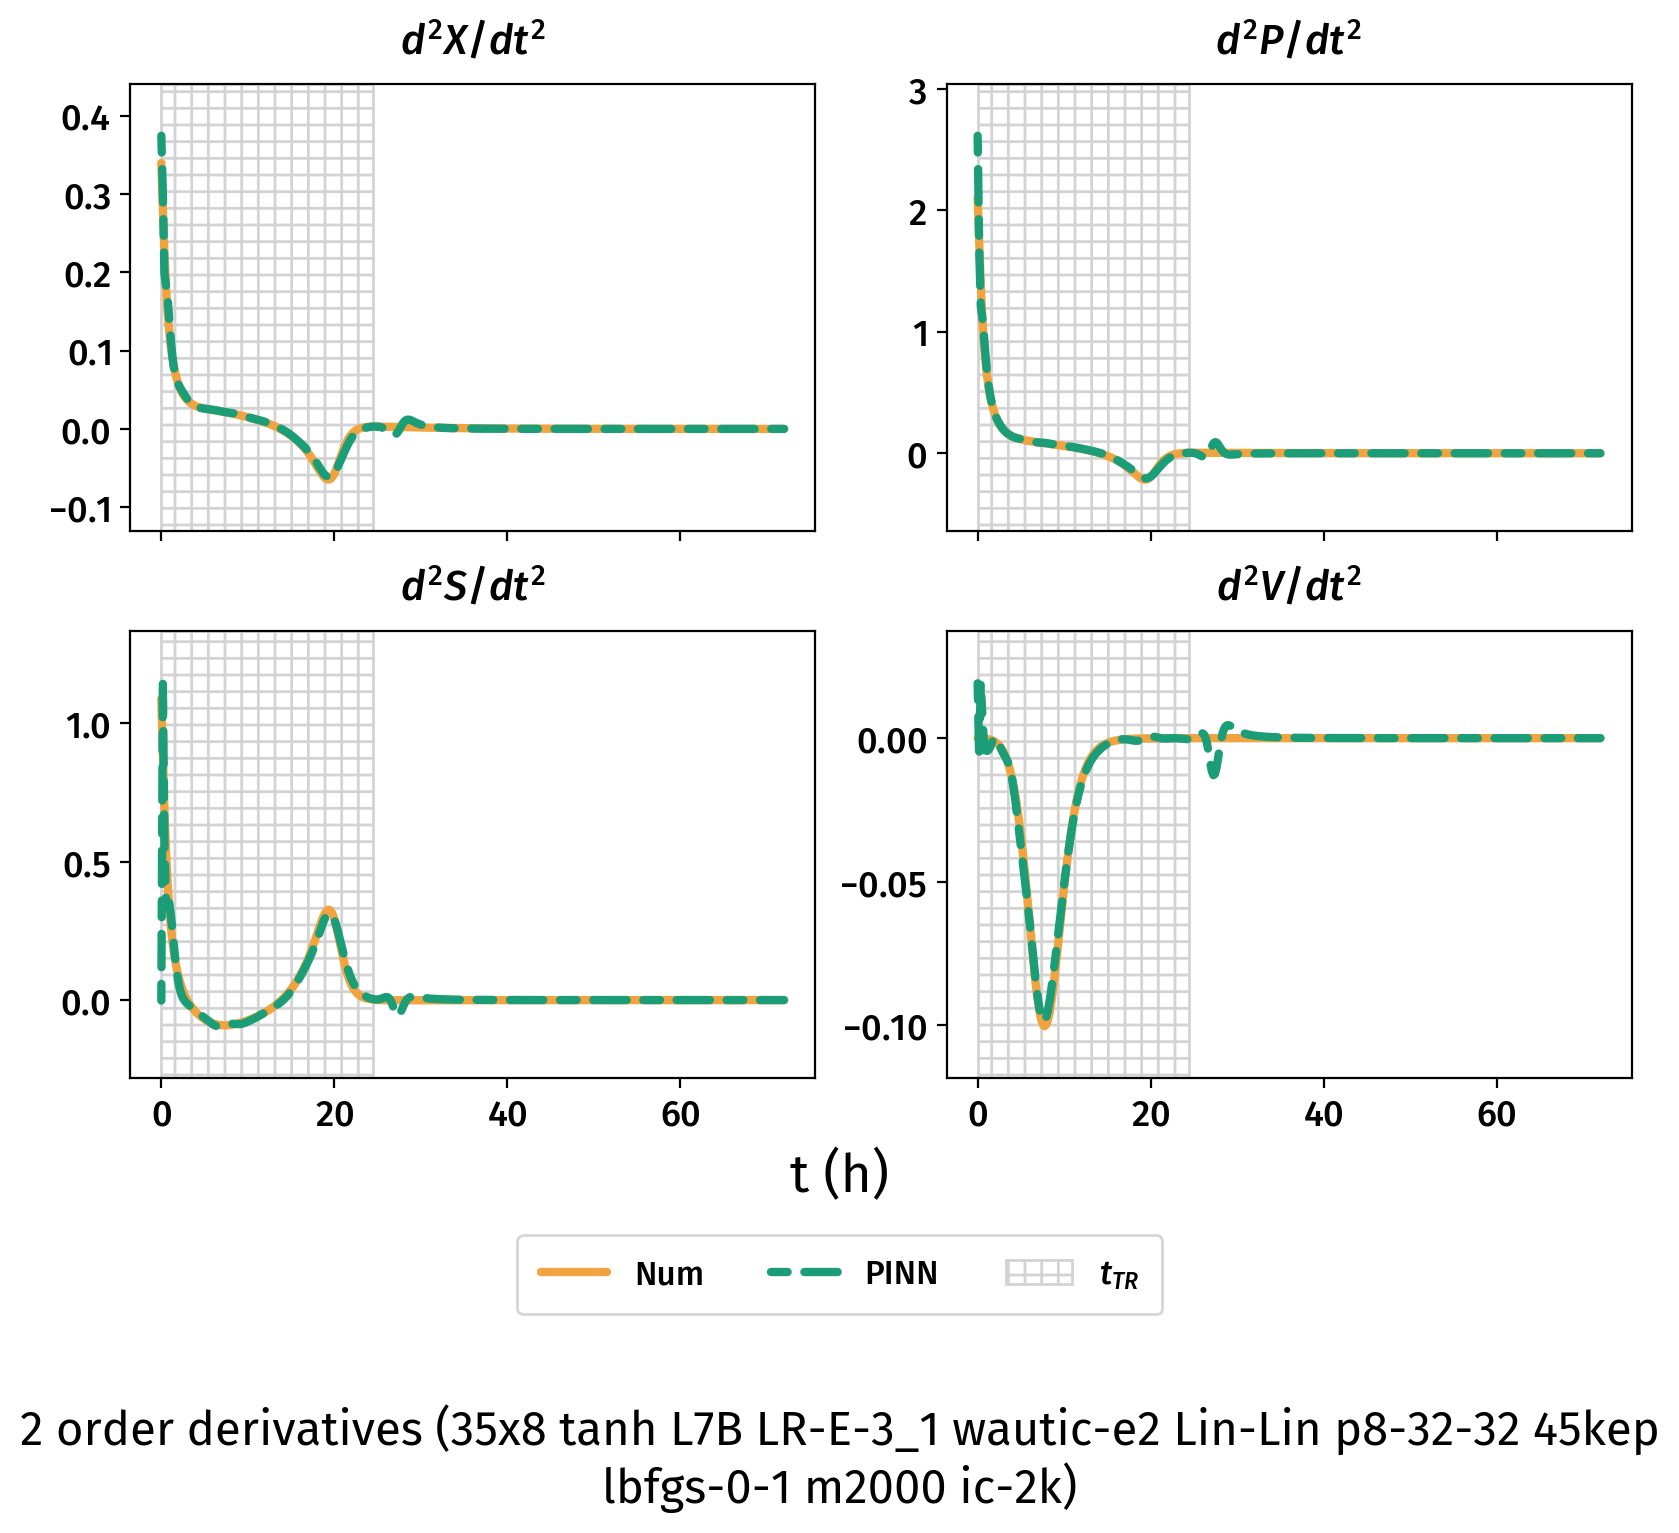 d²X/dt²
d²P/dt²
0.4
0.3
0.2
0.1
0.0
−0.1
3
2
1
0
d²S/dt²
d²V/dt²
1.0
0.5
0.0
0.00
−0.05
−0.10
0 20 40 60
0 20 40 60
t (h)
Num PINN t_TR
2 order derivatives (35x8 tanh L7B LR-E-3_1 wautic-e2 Lin-Lin p8-32-32 45kep
lbfgs-0-1 m2000 ic-2k)